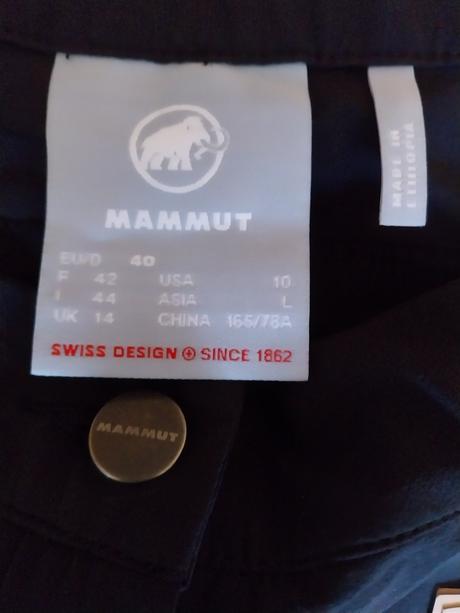 MAMMUT
EU/D 40
F 42 USA 10
I 44 ASIA L
UK 14 CHINA 165/78A
SWISS DESIGN SINCE 1862
MADE IN
ETHIOPIA
MAMMUT